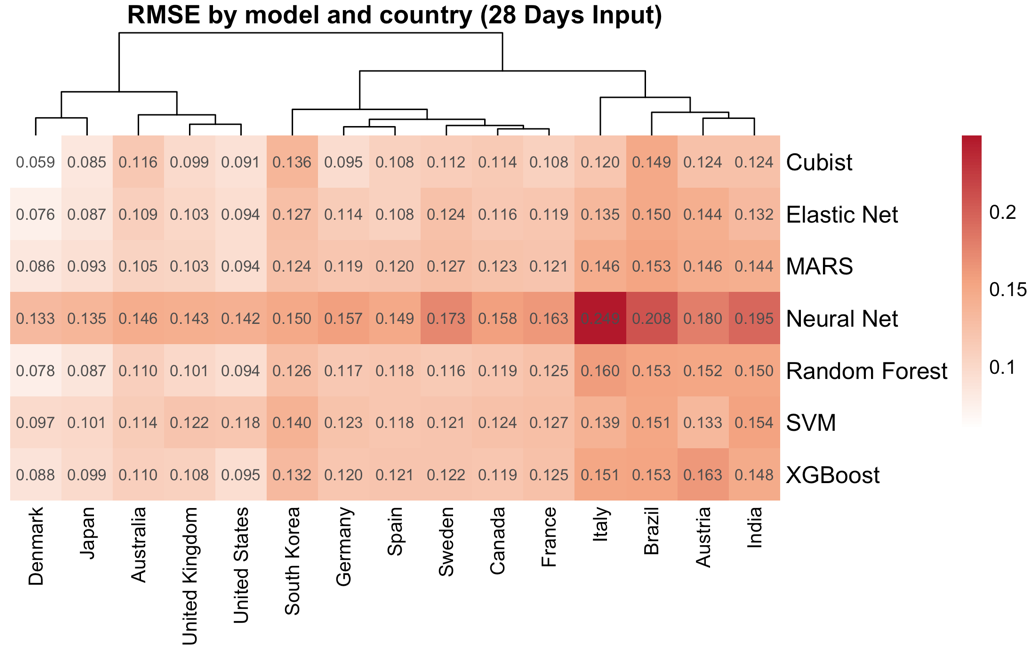 RMSE by model and country (28 Days Input)
0.059 0.085 0.116 0.099 0.091 0.136 0.095 0.108 0.112 0.114 0.108 0.120 0.149 0.124 0.124 Cubist
0.076 0.087 0.109 0.103 0.094 0.127 0.114 0.108 0.124 0.116 0.119 0.135 0.150 0.144 0.132 Elastic Net
0.086 0.093 0.105 0.103 0.094 0.124 0.119 0.120 0.127 0.123 0.121 0.146 0.153 0.146 0.144 MARS
0.133 0.135 0.146 0.143 0.142 0.150 0.157 0.149 0.173 0.158 0.163 0.208 0.180 0.195 Neural Net
0.078 0.087 0.110 0.101 0.094 0.126 0.117 0.118 0.116 0.119 0.125 0.160 0.153 0.152 0.150 Random Forest
0.097 0.101 0.114 0.122 0.118 0.140 0.123 0.118 0.121 0.124 0.127 0.139 0.151 0.133 0.154 SVM
0.088 0.099 0.110 0.108 0.095 0.132 0.120 0.121 0.122 0.119 0.125 0.151 0.153 0.163 0.148 XGBoost
Denmark
Japan
Australia
United Kingdom
United States
South Korea
Germany
Spain
Sweden
Canada
France
Italy
Brazil
Austria
India
0.2
0.15
0.1